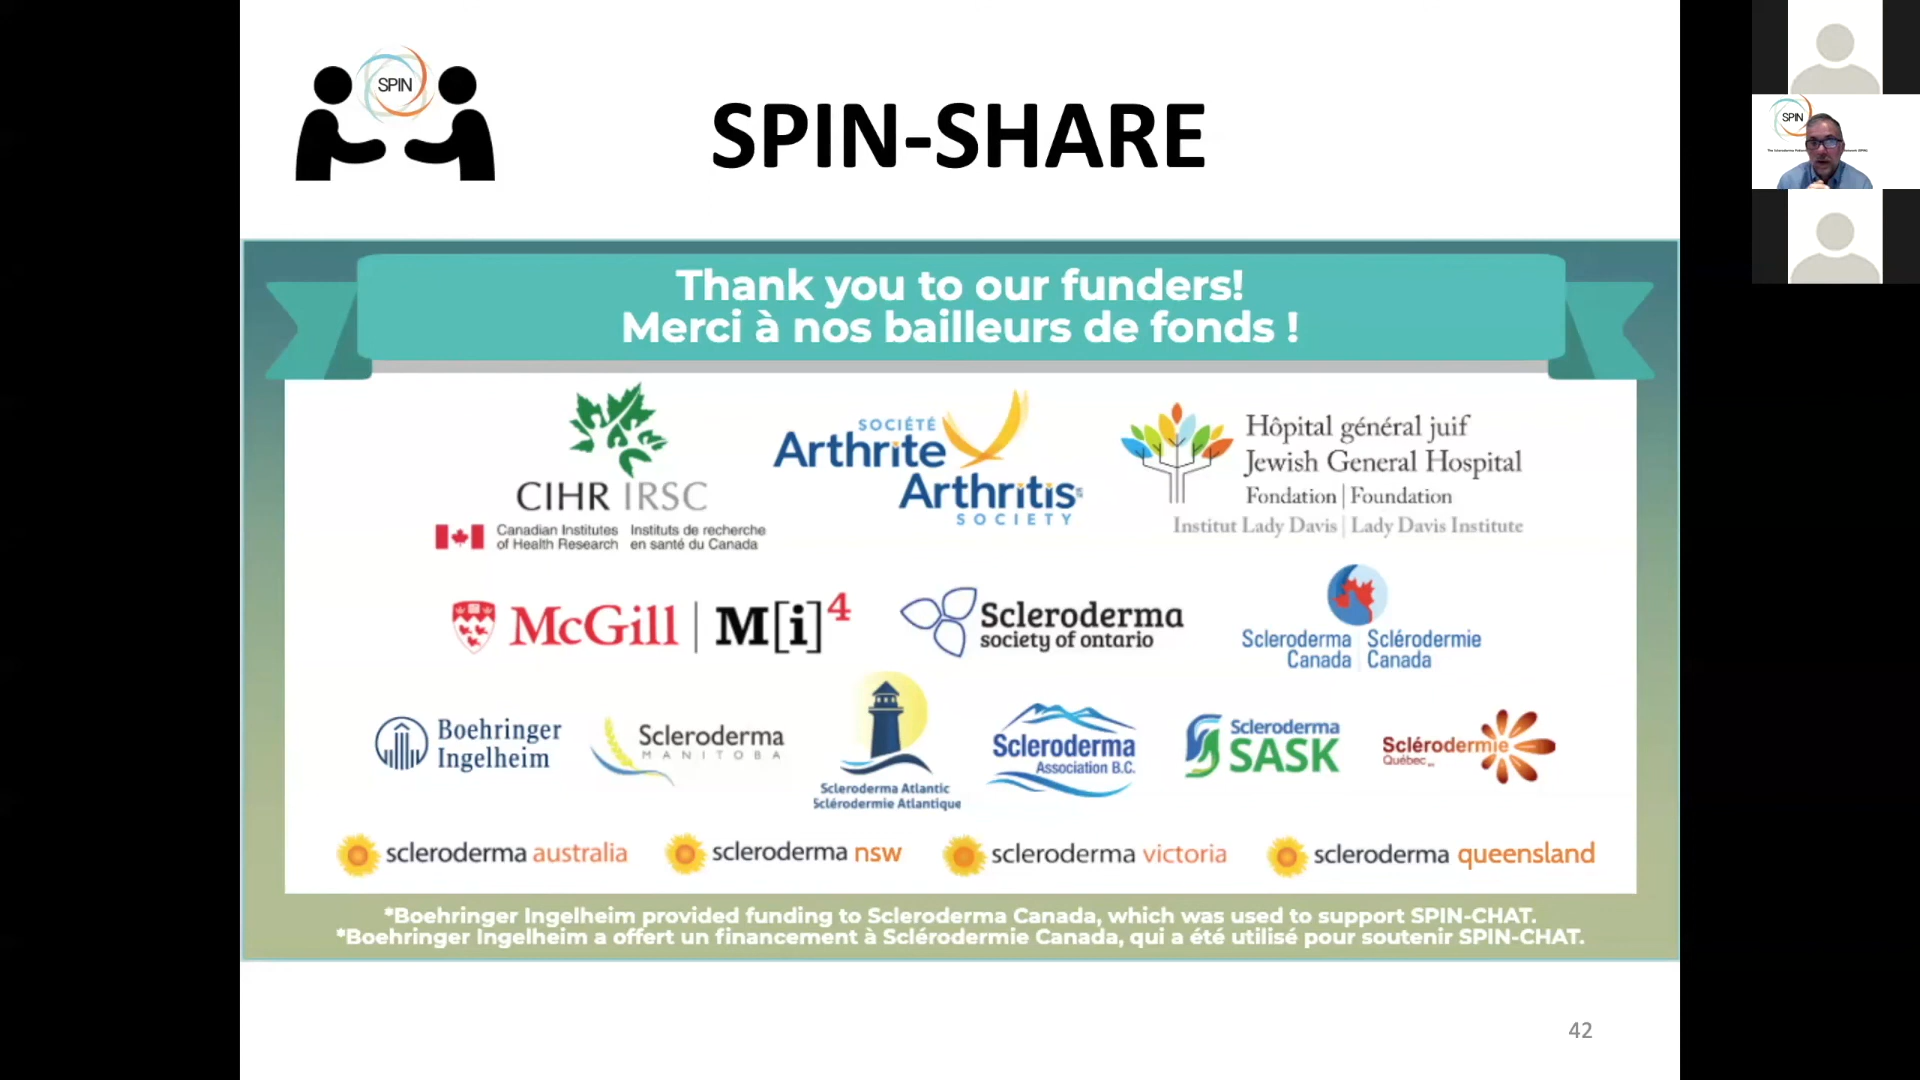 SPIN
SPIN-SHARE
SPIN
Thank you to our funders!
Merci à nos bailleurs de fonds !
CIHR IRSC
Canadian Institutes
of Health Research
Instituts de recherche
en santé du Canada
SOCIÉTÉ
Arthrite
Arthritis
SOCIETY
Hôpital général juif
Jewish General Hospital
Fondation | Foundation
Institut Lady Davis | Lady Davis Institute
McGill | M[i]4
Scleroderma
society of ontario
Scleroderma
Canada
Sclérodermie
Canada
Boehringer
Ingelheim
Scleroderma
MANITOBA
Scleroderma Atlantic
Sclérodermie Atlantique
Scleroderma
Association B.C.
Scleroderma
SASK
Sclérodermie
Québec
scleroderma australia
scleroderma nsw
scleroderma victoria
scleroderma queensland
*Boehringer Ingelheim provided funding to Scleroderma Canada, which was used to support SPIN-CHAT.
*Boehringer Ingelheim a offert un financement à Sclérodermie Canada, qui a été utilisé pour soutenir SPIN-CHAT.
42